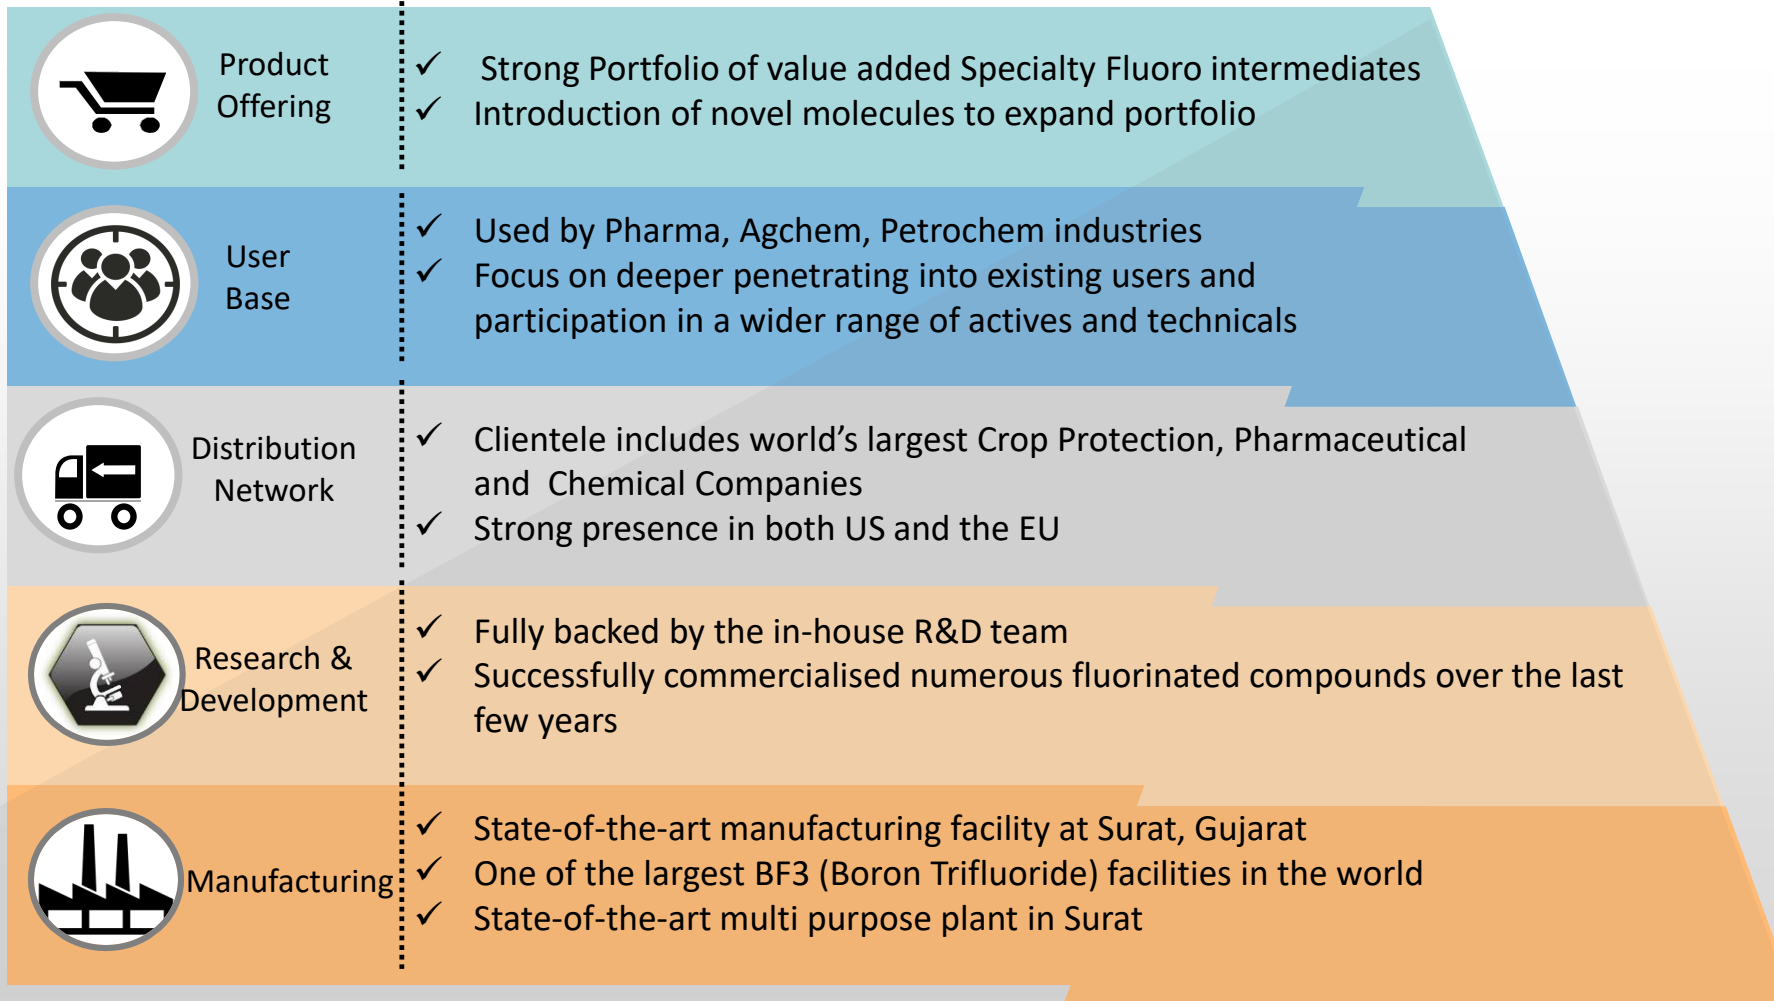 Product
Offering
✓ Strong Portfolio of value added Specialty Fluoro intermediates
✓ Introduction of novel molecules to expand portfolio
User
Base
✓ Used by Pharma, Agchem, Petrochem industries
✓ Focus on deeper penetrating into existing users and
participation in a wider range of actives and technicals
Distribution
Network
✓ Clientele includes world’s largest Crop Protection, Pharmaceutical
and Chemical Companies
✓ Strong presence in both US and the EU
Research &
Development
✓ Fully backed by the in-house R&D team
✓ Successfully commercialised numerous fluorinated compounds over the last
few years
Manufacturing
✓ State-of-the-art manufacturing facility at Surat, Gujarat
✓ One of the largest BF3 (Boron Trifluoride) facilities in the world
✓ State-of-the-art multi purpose plant in Surat